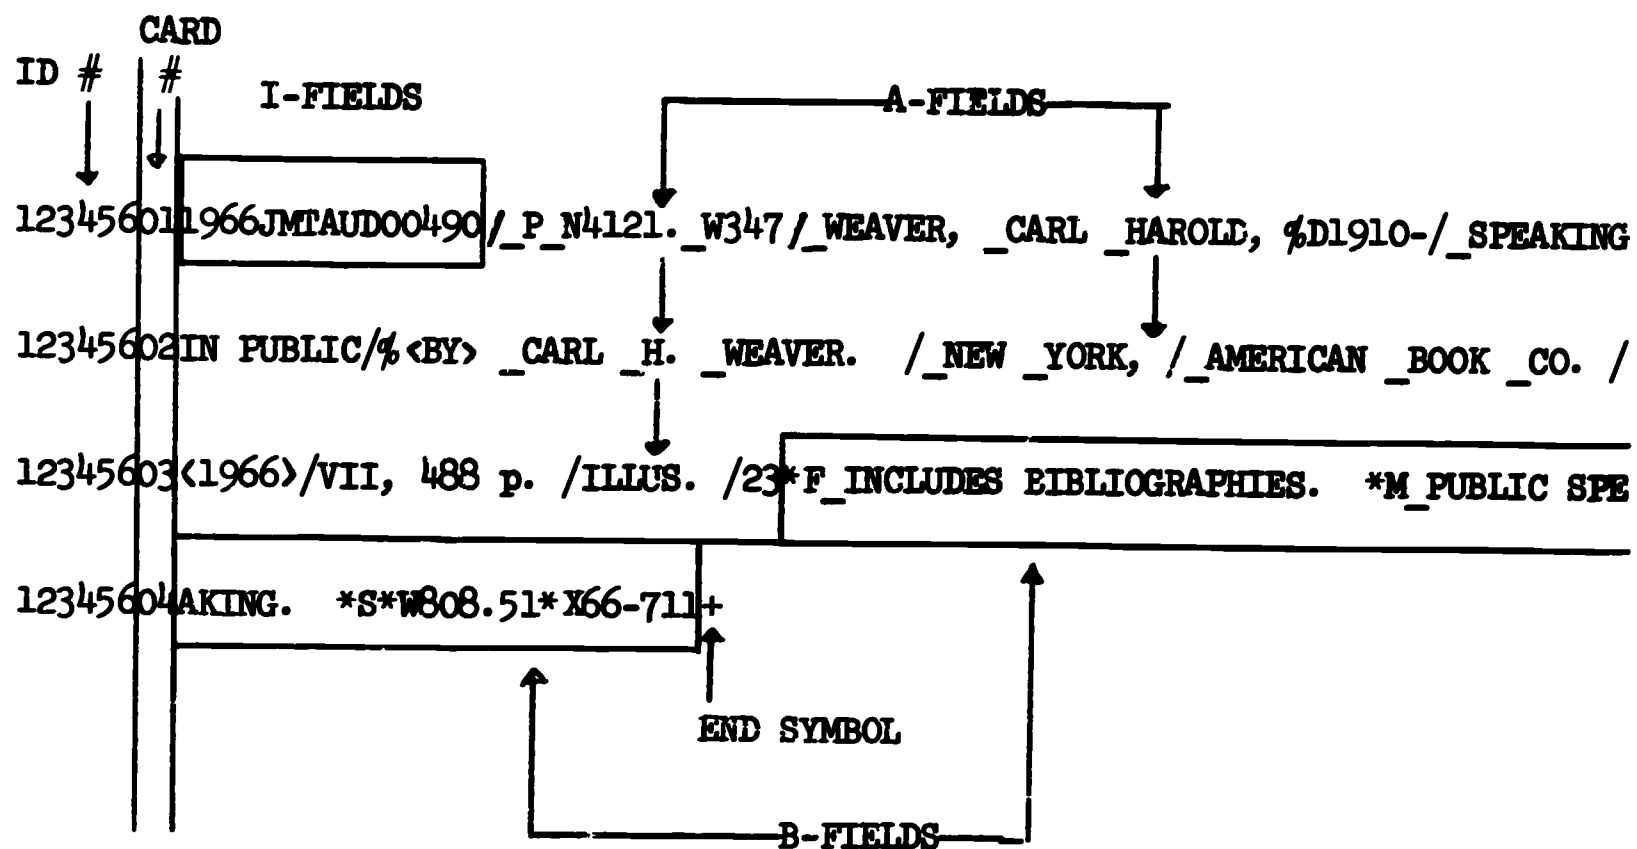 CARD
ID # #
I-FIELDS A-FIELDS
123456011966JMTAUD00490/_P_N4121._W347/_WEAVER, _CARL _HAROLD, %D1910-/_SPEAKING
12345602IN PUBLIC/%<BY> _CARL _H. _WEAVER. /_NEW _YORK, /_AMERICAN _BOOK _CO. /
12345603<1966>/VII, 488 p. /ILLUS. /23*F_INCLUDES BIBLIOGRAPHIES. *M_PUBLIC SPE
12345604AKING. *S*W808.51*X66-711+
END SYMBOL
B-FIELDS